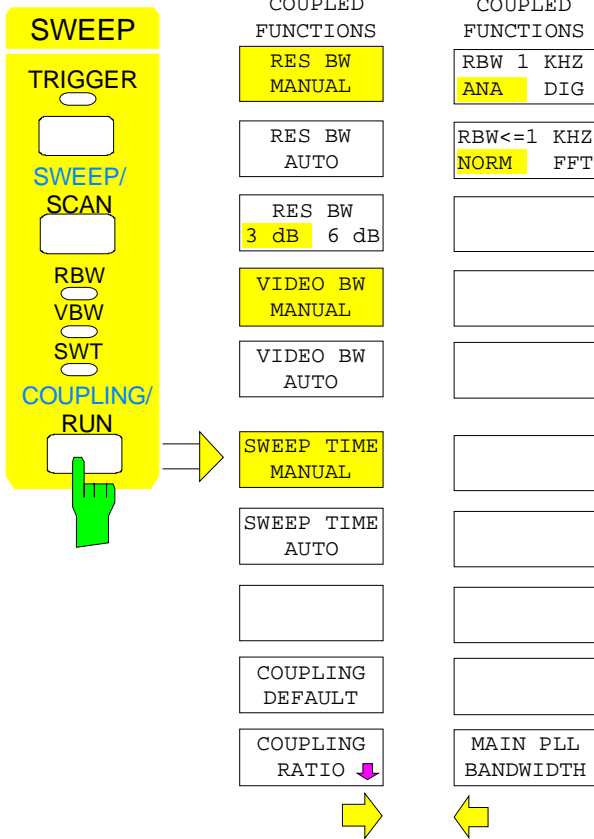 SWEEP
TRIGGER
SWEEP/
SCAN
RBW
VBW
SWT
COUPLING/
RUN
COUPLED
FUNCTIONS
RES BW
MANUAL
RES BW
AUTO
RES BW
3 dB 6 dB
VIDEO BW
MANUAL
VIDEO BW
AUTO
SWEEP TIME
MANUAL
SWEEP TIME
AUTO
COUPLING
DEFAULT
COUPLING
RATIO
COUPLED
FUNCTIONS
RBW 1 KHZ
ANA DIG
RBW<=1 KHZ
NORM FFT
MAIN PLL
BANDWIDTH